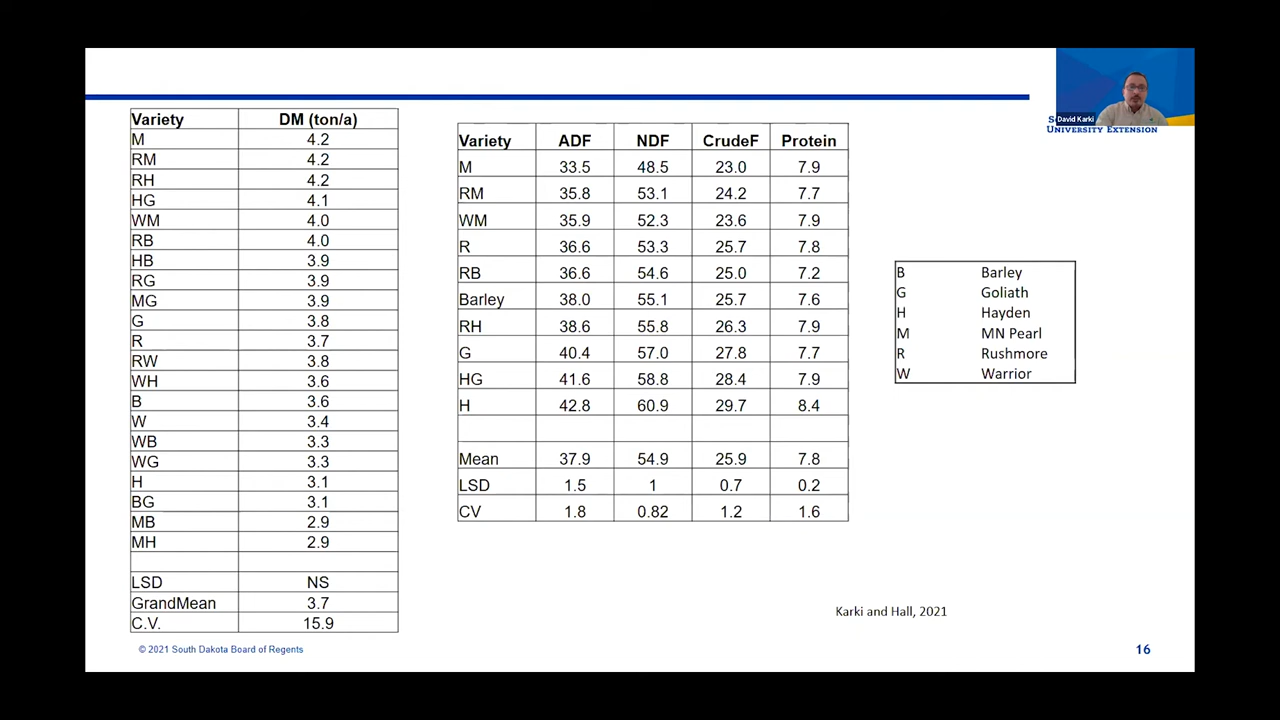 David Karki
S
UNIVERSITY EXTENSION
Variety DM (ton/a)
M 4.2
RM 4.2
RH 4.2
HG 4.1
WM 4.0
RB 4.0
HB 3.9
RG 3.9
MG 3.9
G 3.8
R 3.7
RW 3.8
WH 3.6
B 3.6
W 3.4
WB 3.3
WG 3.3
H 3.1
BG 3.1
MB 2.9
MH 2.9
LSD NS
GrandMean 3.7
C.V. 15.9
Variety ADF NDF CrudeF Protein
M 33.5 48.5 23.0 7.9
RM 35.8 53.1 24.2 7.7
WM 35.9 52.3 23.6 7.9
R 36.6 53.3 25.7 7.8
RB 36.6 54.6 25.0 7.2
Barley 38.0 55.1 25.7 7.6
RH 38.6 55.8 26.3 7.9
G 40.4 57.0 27.8 7.7
HG 41.6 58.8 28.4 7.9
H 42.8 60.9 29.7 8.4
Mean 37.9 54.9 25.9 7.8
LSD 1.5 1 0.7 0.2
CV 1.8 0.82 1.2 1.6
B Barley
G Goliath
H Hayden
M MN Pearl
R Rushmore
W Warrior
Karki and Hall, 2021
© 2021 South Dakota Board of Regents
16